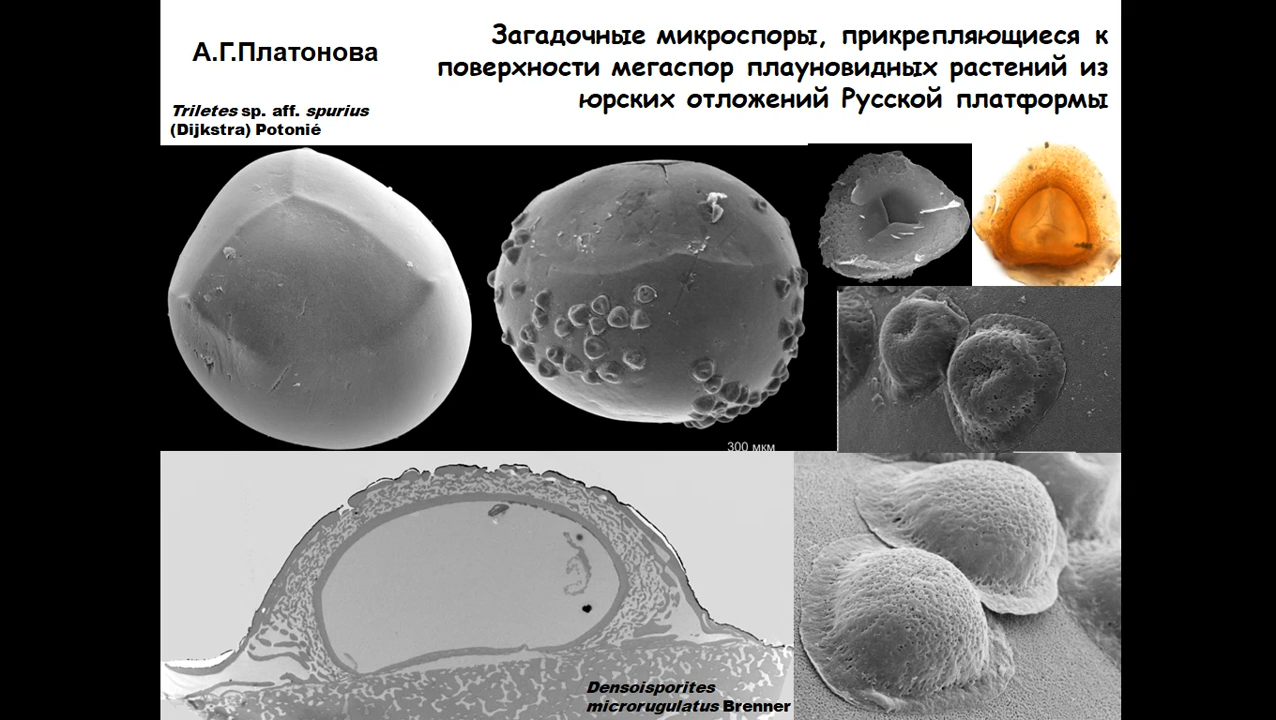 А.Г.Платонова
Загадочные микроспоры, прикрепляющиеся к
поверхности мегаспор плауновидных растений из
юрских отложений Русской платформы
Triletes sp. aff. spurius
(Dijkstra) Potonié
300 мкм
Densoisporites
microrugulatus Brenner